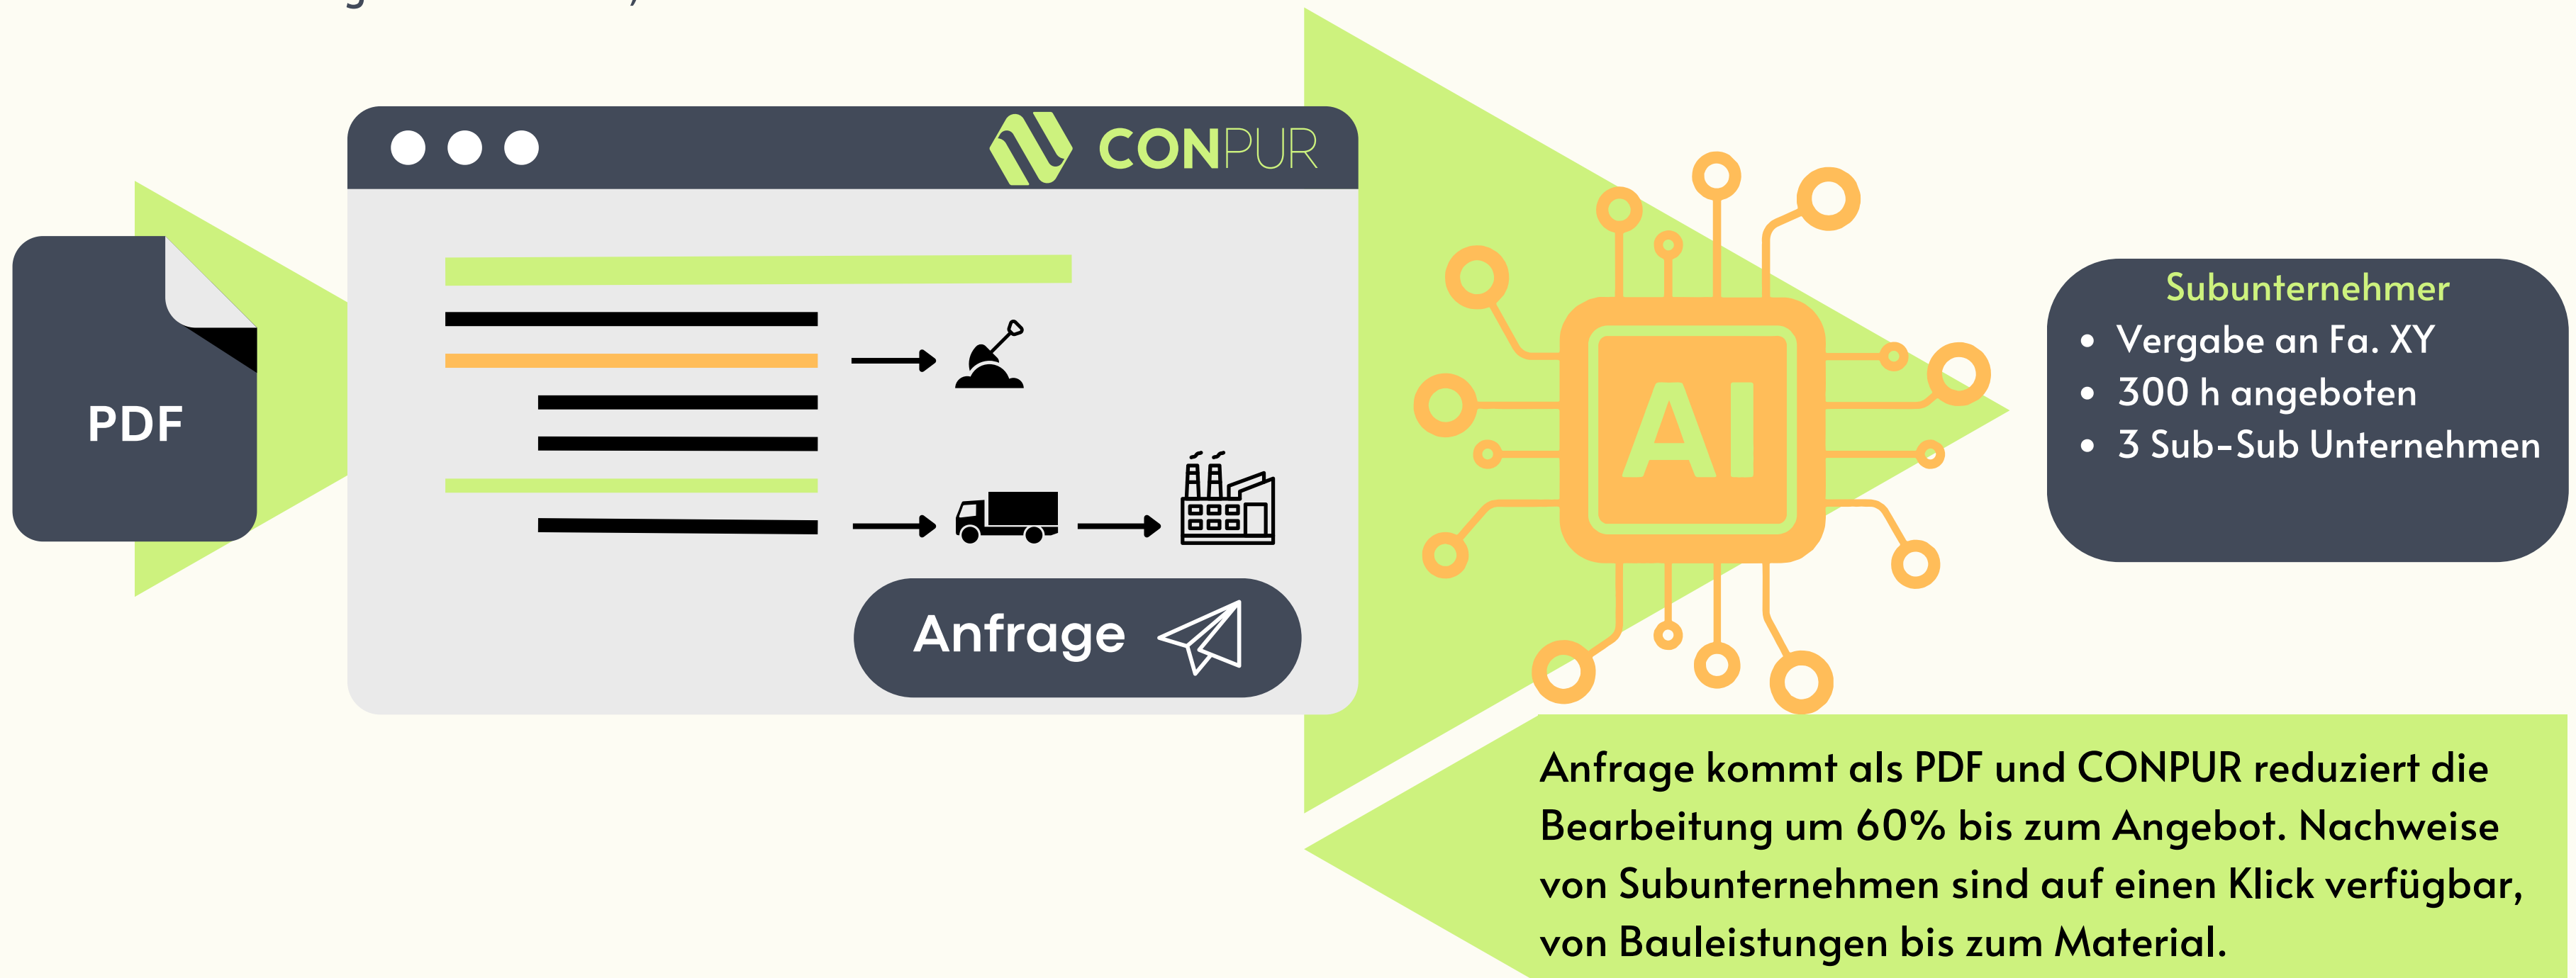 CONPUR
PDF
Anfrage
AI
Subunternehmer
• Vergabe an Fa. XY
• 300 h angeboten
• 3 Sub-Sub Unternehmen
Anfrage kommt als PDF und CONPUR reduziert die
Bearbeitung um 60% bis zum Angebot. Nachweise
von Subunternehmen sind auf einen Klick verfügbar,
von Bauleistungen bis zum Material.